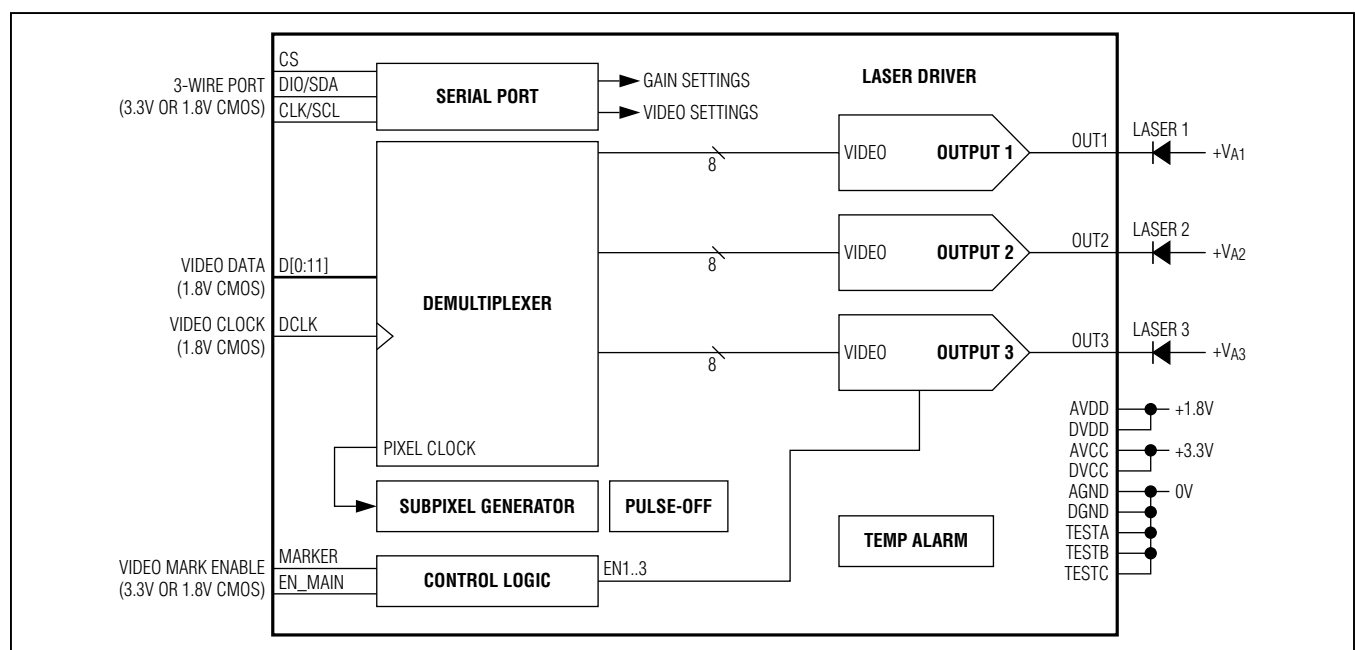 CS
3-WIRE PORT
(3.3V OR 1.8V CMOS)
DIO/SDA
CLK/SCL
SERIAL PORT
GAIN SETTINGS
VIDEO SETTINGS
LASER DRIVER
VIDEO
OUTPUT 1
OUT1
LASER 1
+VA1
8
VIDEO
OUTPUT 2
OUT2
LASER 2
+VA2
8
VIDEO DATA
(1.8V CMOS)
D[0:11]
DEMULTIPLEXER
VIDEO CLOCK
(1.8V CMOS)
DCLK
VIDEO
OUTPUT 3
OUT3
LASER 3
+VA3
8
PIXEL CLOCK
SUBPIXEL GENERATOR
PULSE-OFF
TEMP ALARM
AVDD
DVDD
+1.8V
AVCC
DVCC
+3.3V
AGND
0V
DGND
TESTA
TESTB
TESTC
VIDEO MARK ENABLE
(3.3V OR 1.8V CMOS)
MARKER
EN_MAIN
CONTROL LOGIC
EN1..3